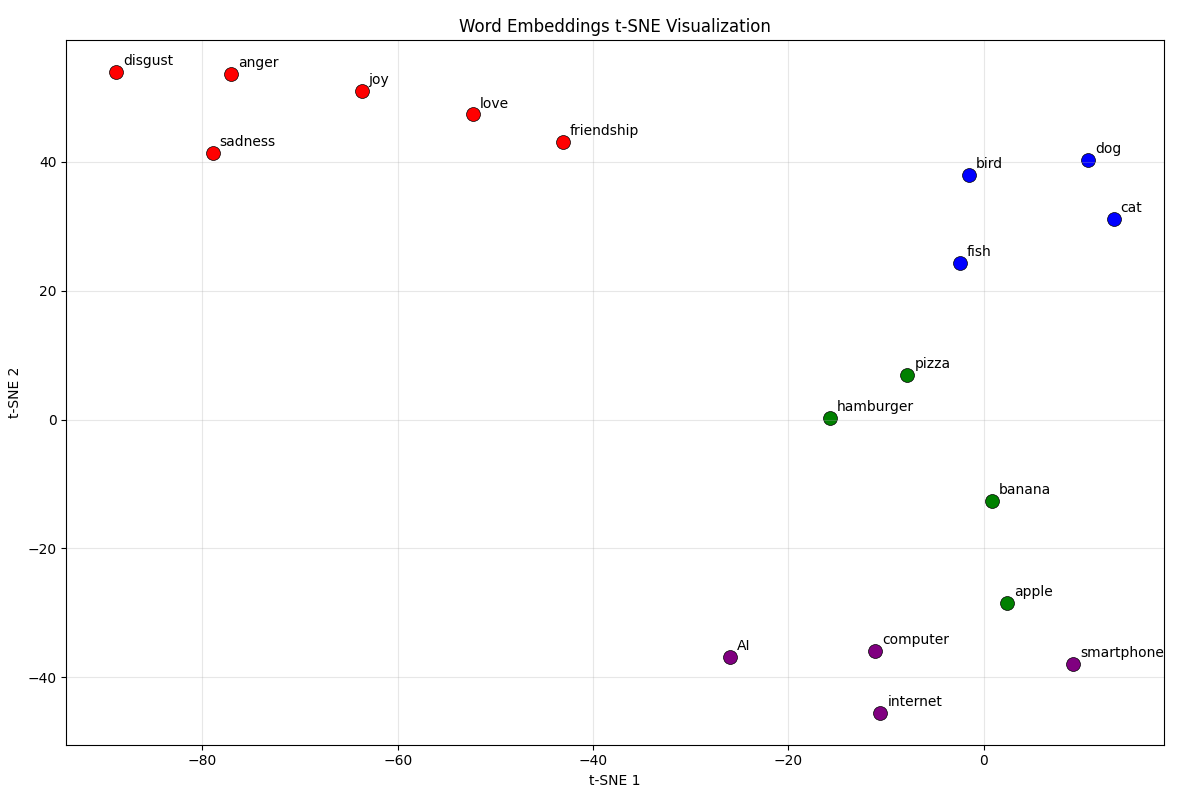 Word Embeddings t-SNE Visualization
disgust
anger
joy
love
friendship
sadness
bird
dog
cat
fish
pizza
hamburger
banana
apple
AI
computer
smartphone
internet
40
20
0
−20
−40
t-SNE 2
−80
−60
−40
−20
0
t-SNE 1